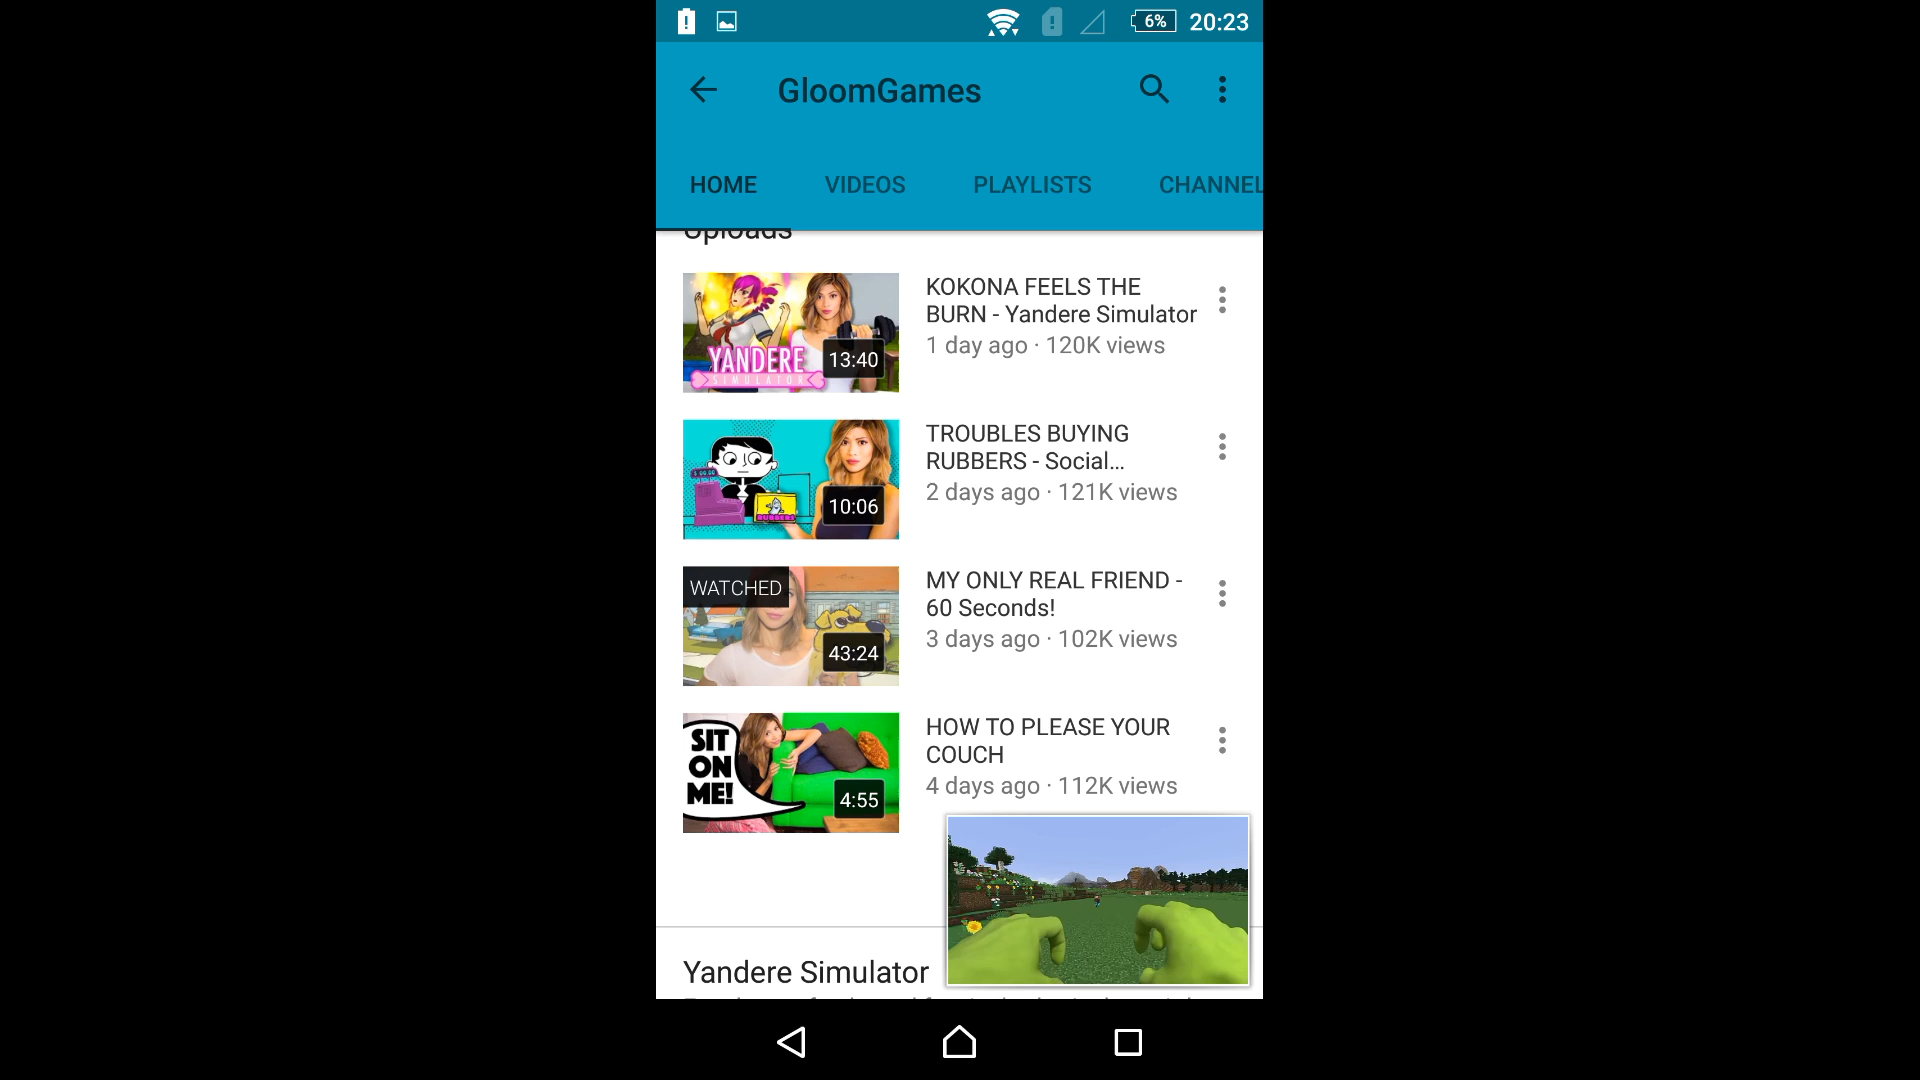 6% 20:23
GloomGames
HOME VIDEOS PLAYLISTS CHANNEL
Uploads
KOKONA FEELS THE
BURN - Yandere Simulator
1 day ago · 120K views
YANDERE
SIMULATOR
13:40
TROUBLES BUYING
RUBBERS - Social...
2 days ago · 121K views
RUBBERS
10:06
WATCHED
MY ONLY REAL FRIEND -
60 Seconds!
3 days ago · 102K views
43:24
HOW TO PLEASE YOUR
COUCH
4 days ago · 112K views
SIT
ON
ME!
4:55
Yandere Simulator